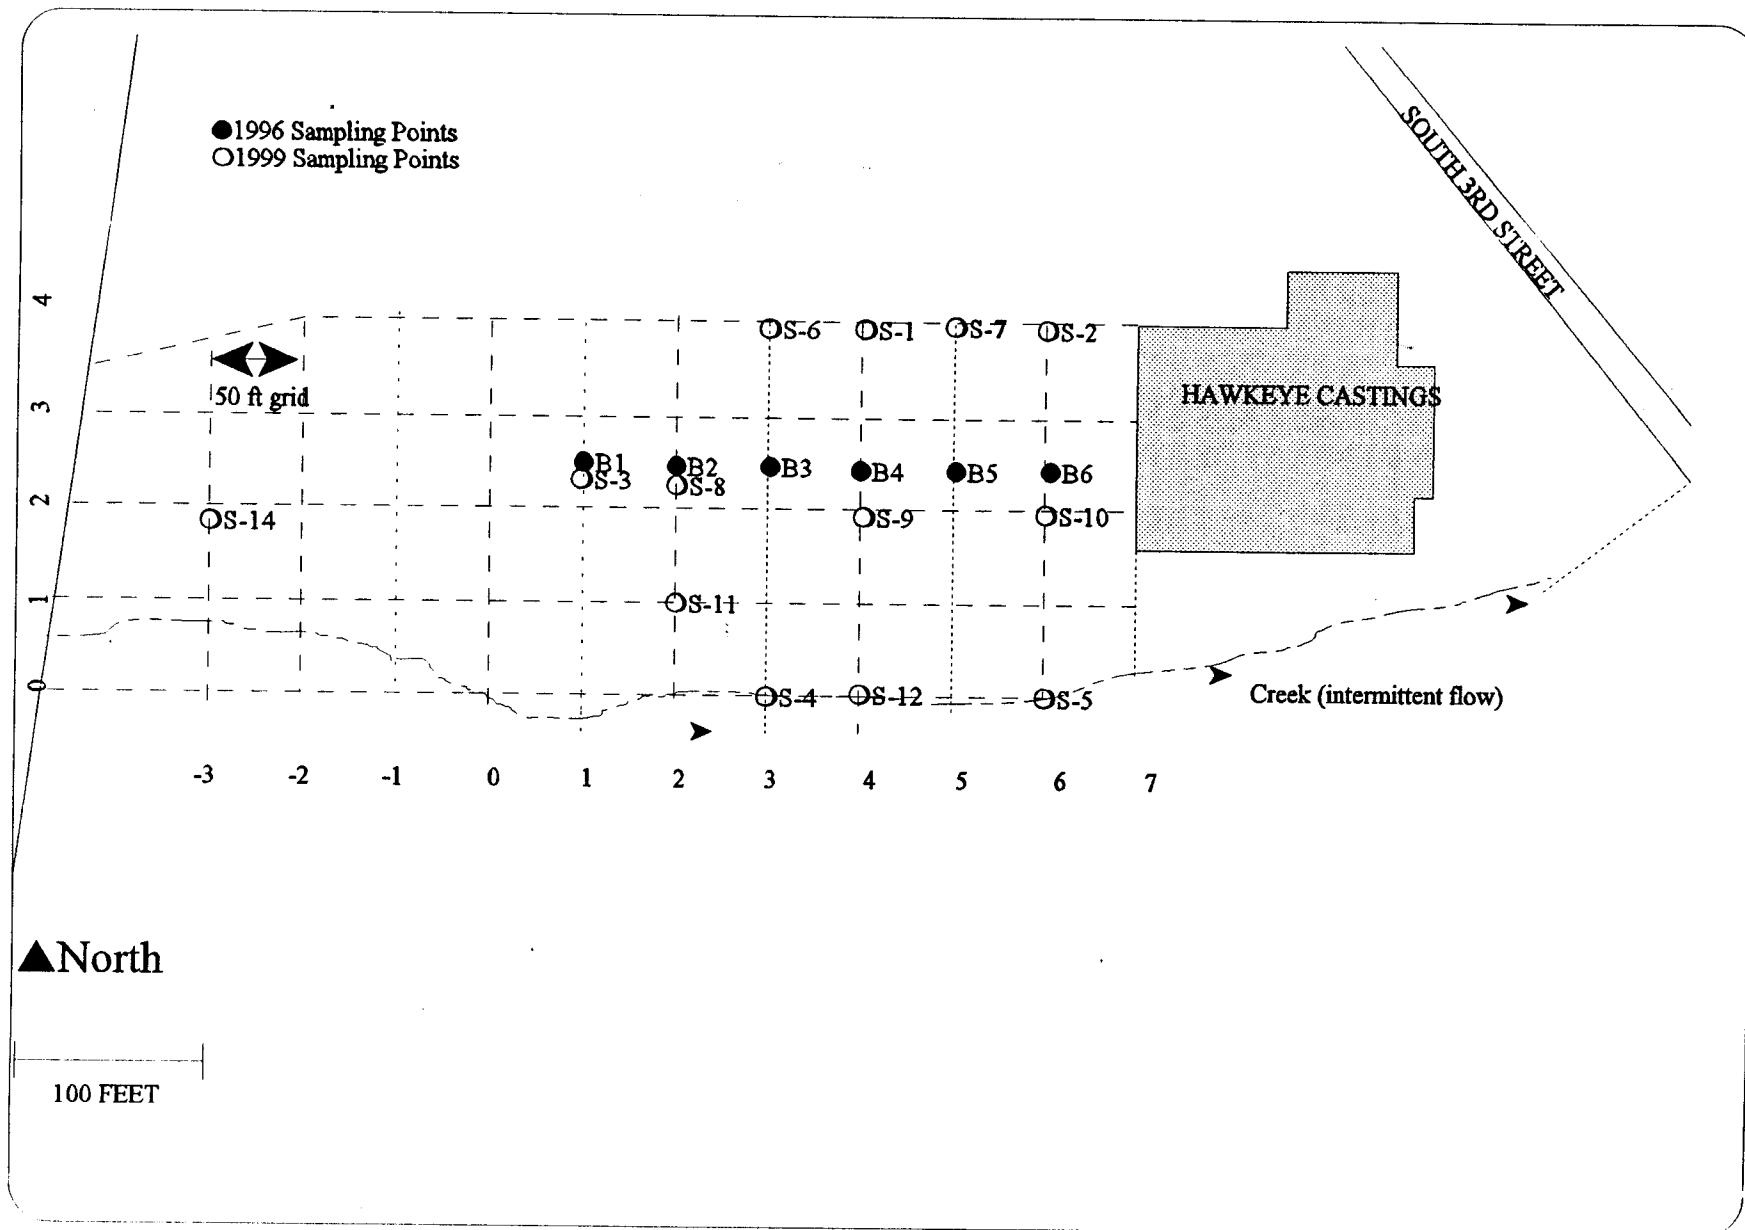 1996 Sampling Points
1999 Sampling Points
SOUTH 3RD STREET
4
S-6
S-1
S-7
S-2
50 ft grid
HAWKEYE CASTINGS
3
B1
B2
B3
B4
B5
B6
S-3
S-8
2
S-14
S-9
S-10
1
S-11
0
S-4
S-12
S-5
Creek (intermittent flow)
-3 -2 -1 0 1 2 3 4 5 6 7
North
100 FEET